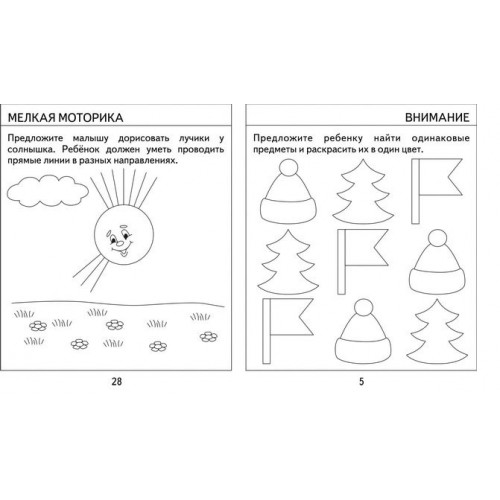 МЕЛКАЯ МОТОРИКА
Предложите малышу дорисовать лучики у
солнышка. Ребёнок должен уметь проводить
прямые линии в разных направлениях.
28
ВНИМАНИЕ
Предложите ребенку найти одинаковые
предметы и раскрасить их в один цвет.
5